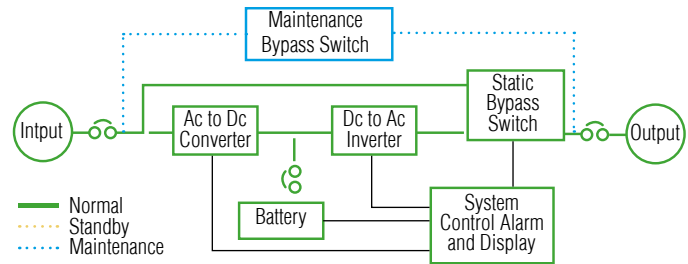 Maintenance
Bypass Switch
Static
Bypass
Switch
Intput
Ac to Dc
Converter
Dc to Ac
Inverter
Output
Battery
System
Control Alarm
and Display
Normal
Standby
Maintenance